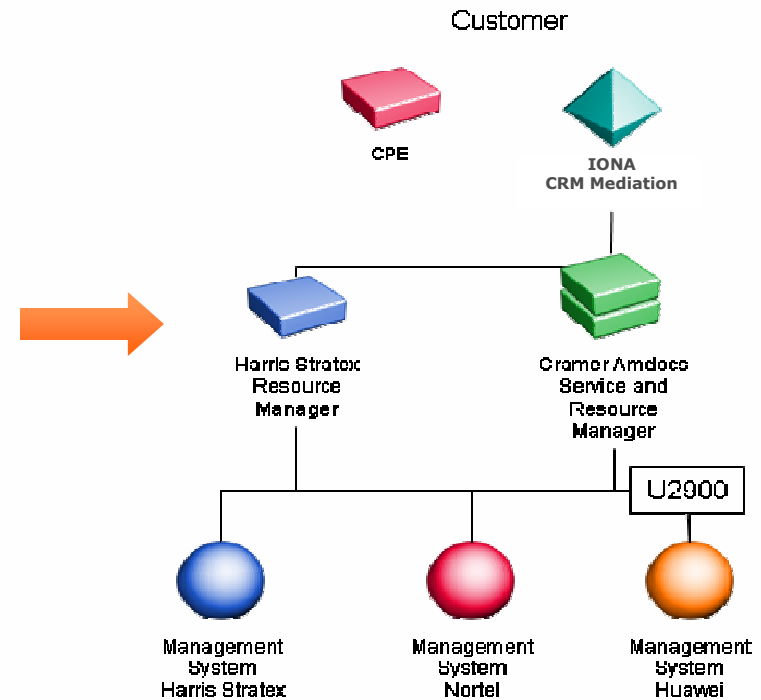 Customer
CPE
IONA
CRM Mediation
Harris Stratex
Resource
Manager
Cramer Amdocs
Service and
Resource
Manager
U2900
Management
System
Harris Stratex
Management
System
Nortel
Management
System
Huawei